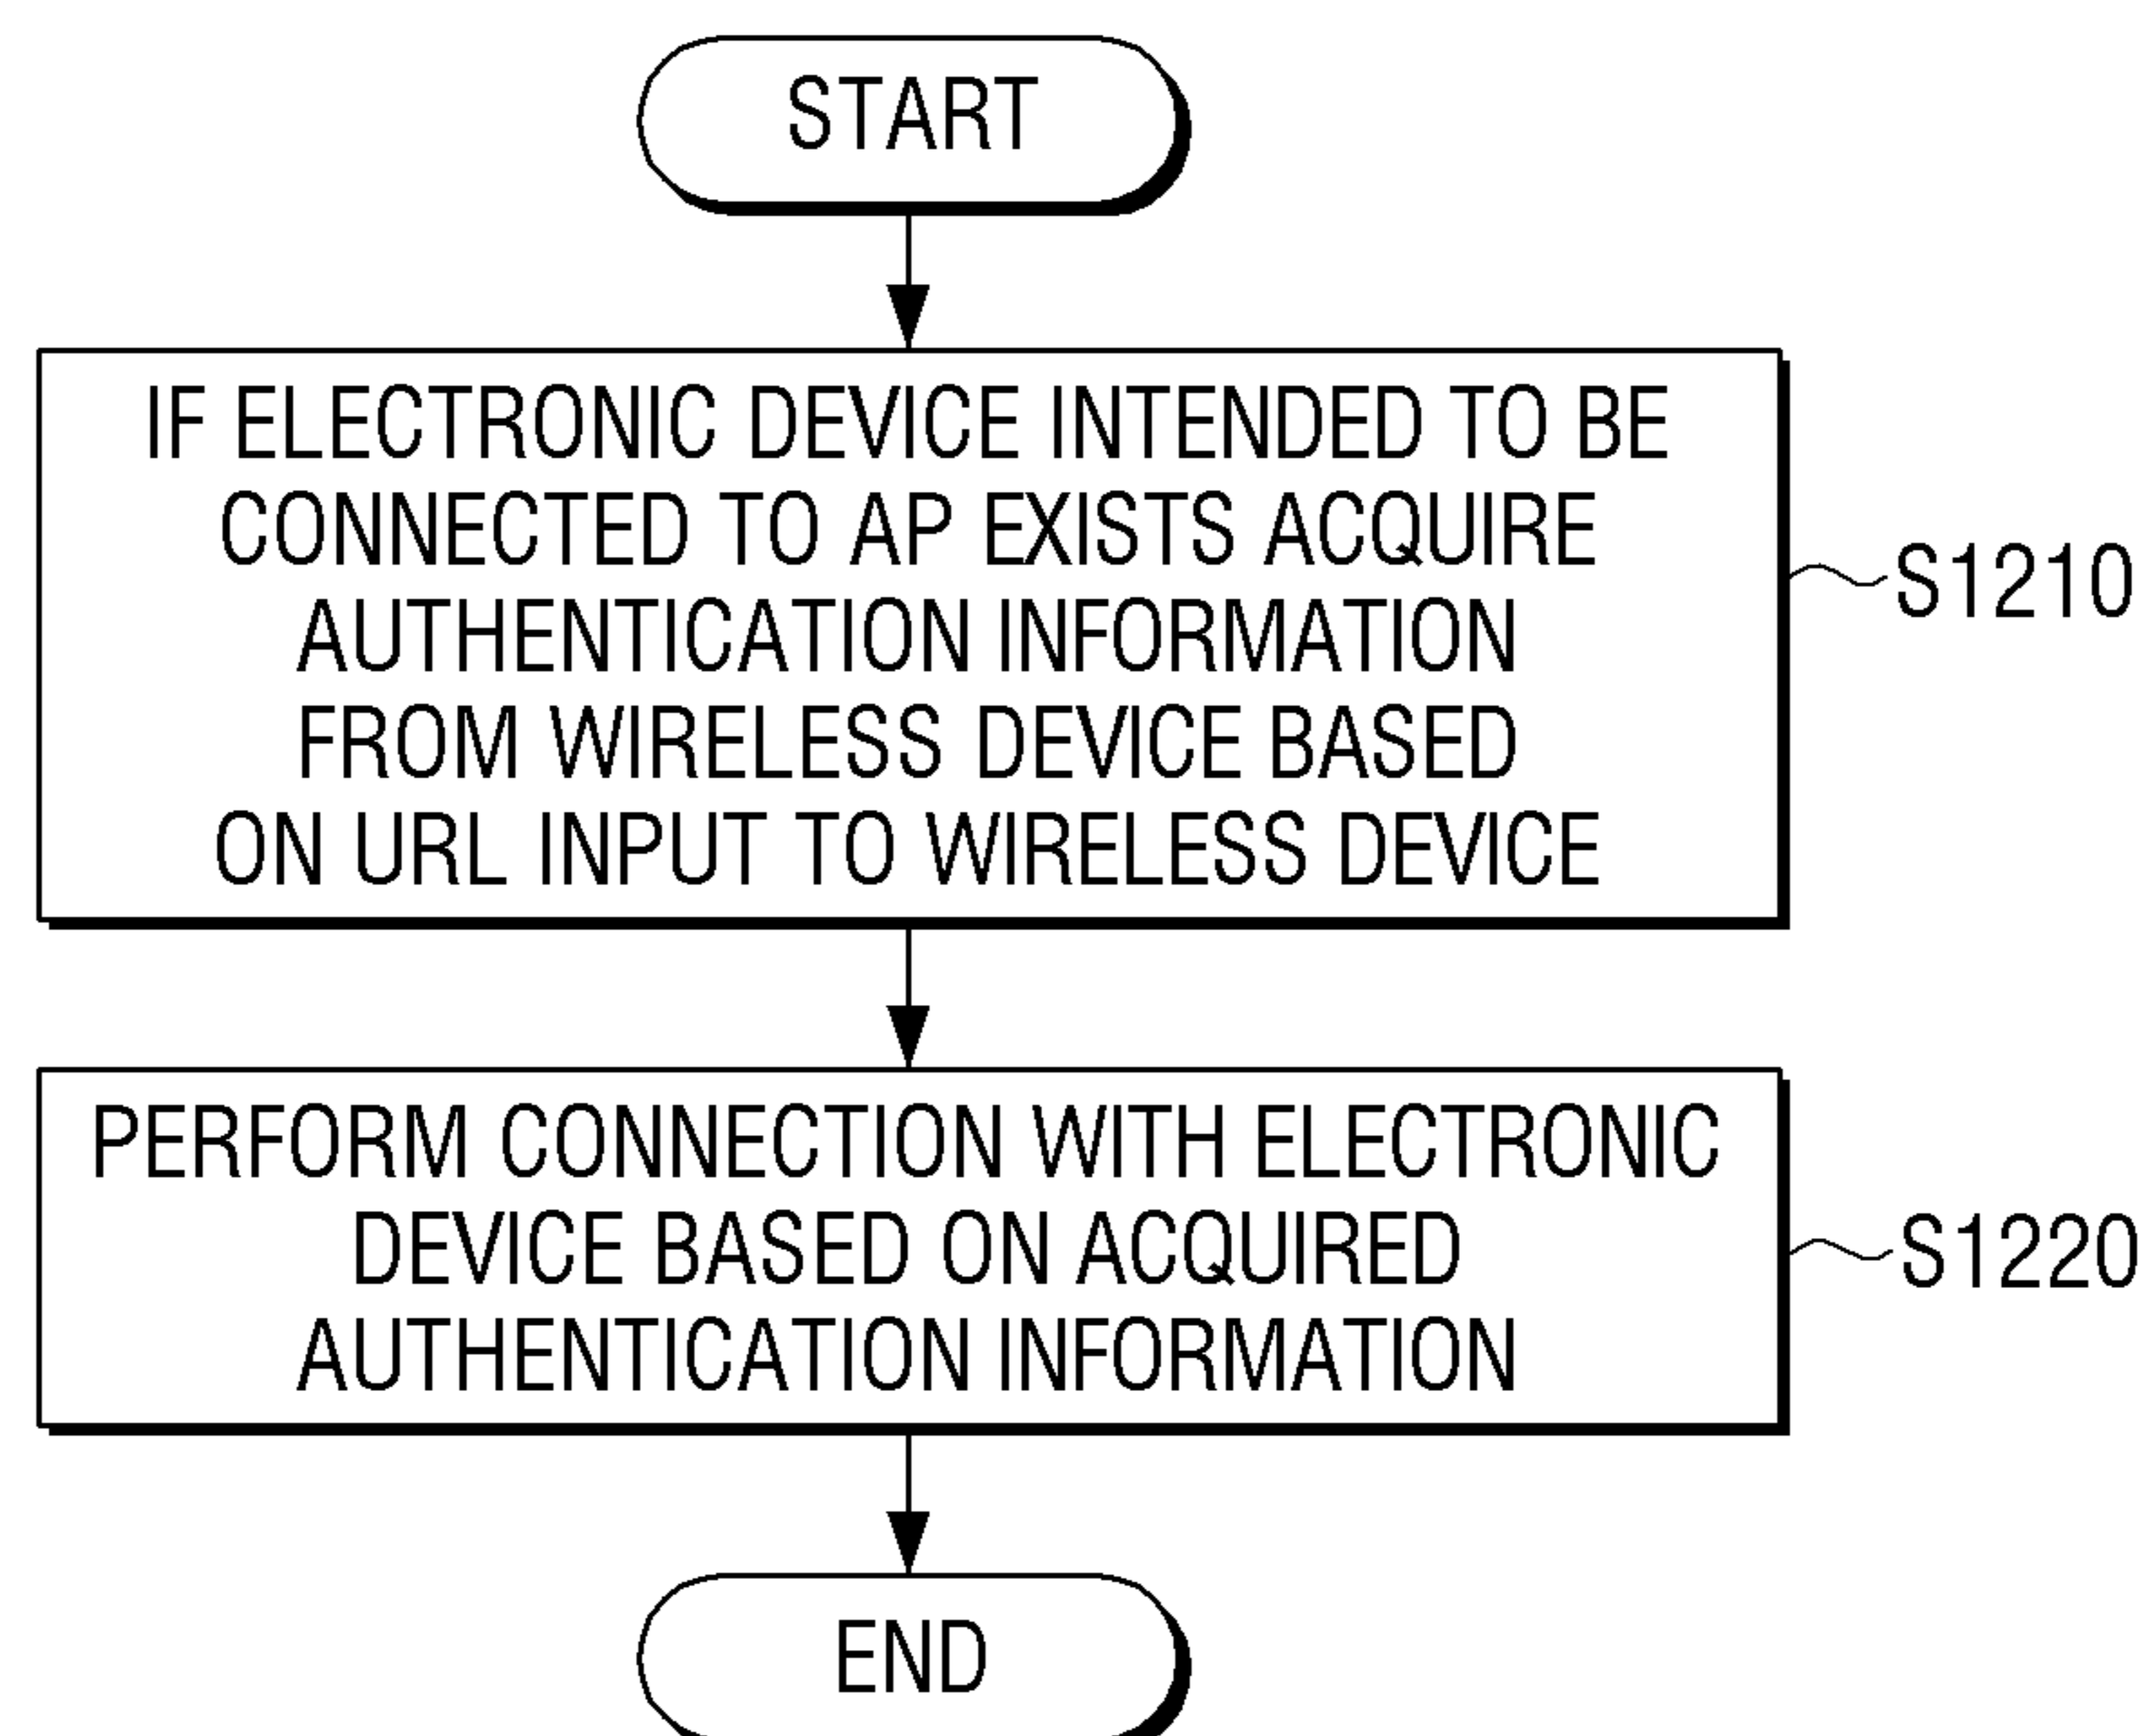 START
IF ELECTRONIC DEVICE INTENDED TO BE
CONNECTED TO AP EXISTS ACQUIRE
AUTHENTICATION INFORMATION
FROM WIRELESS DEVICE BASED
ON URL INPUT TO WIRELESS DEVICE
S1210
PERFORM CONNECTION WITH ELECTRONIC
DEVICE BASED ON ACQUIRED
AUTHENTICATION INFORMATION
S1220
END